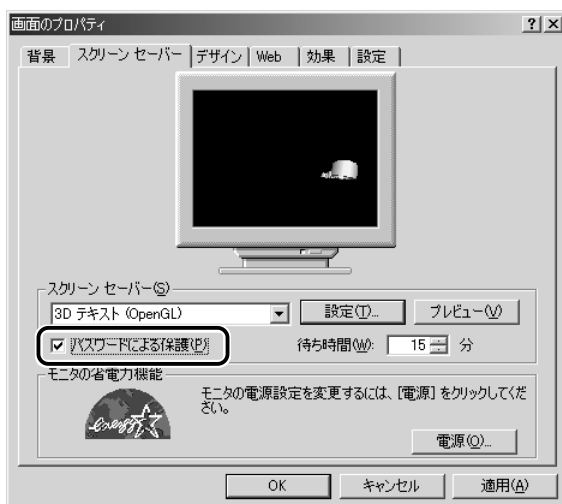 画面のプロパティ
背景 スクリーン セーバー デザイン Web 効果 設定
スクリーン セーバー(S)
3D テキスト (OpenGL) 設定(T)... プレビュー(V)
パスワードによる保護(P) 待ち時間(W): 15 分
モニタの省電力機能
モニタの電源設定を変更するには、[電源] をクリックしてくだ
さい。
energy
電源(O)...
OK キャンセル 適用(A)